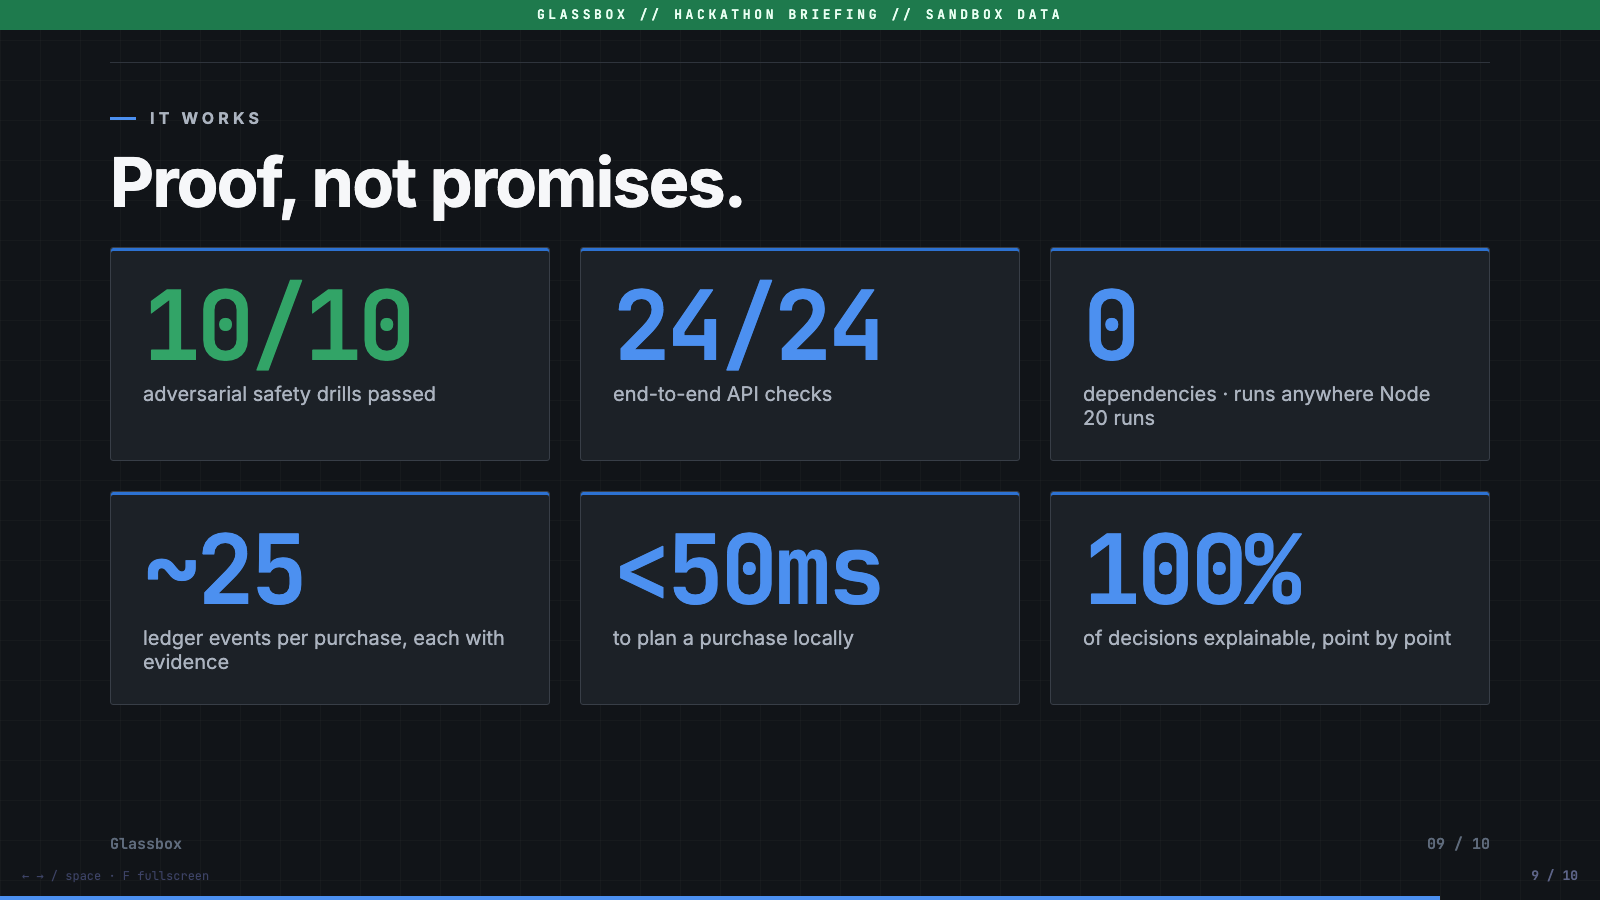 GLASSBOX // HACKATHON BRIEFING // SANDBOX DATA
IT WORKS
Proof, not promises.
10/10
adversarial safety drills passed
24/24
end-to-end API checks
0
dependencies · runs anywhere Node
20 runs
~25
ledger events per purchase, each with
evidence
<50ms
to plan a purchase locally
100%
of decisions explainable, point by point
Glassbox
09 / 10
← → / space · F fullscreen
9 / 10